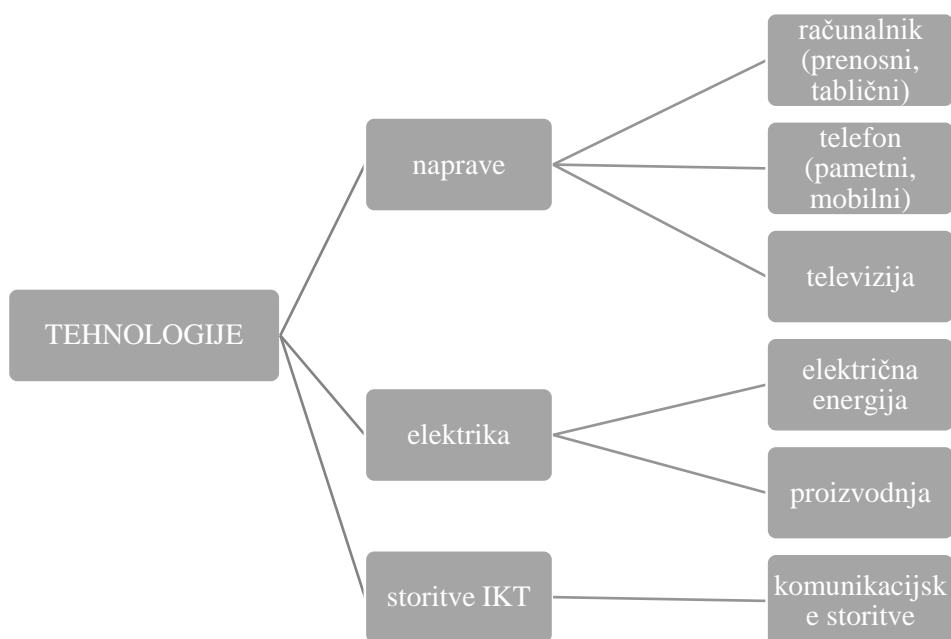 TEHNOLOGIJE
naprave
računalnik
(prenosni,
tablični)
telefon
(pametni,
mobilni)
televizija
elektrika
električna
energija
proizvodnja
storitve IKT
komunikacijsk
e storitve